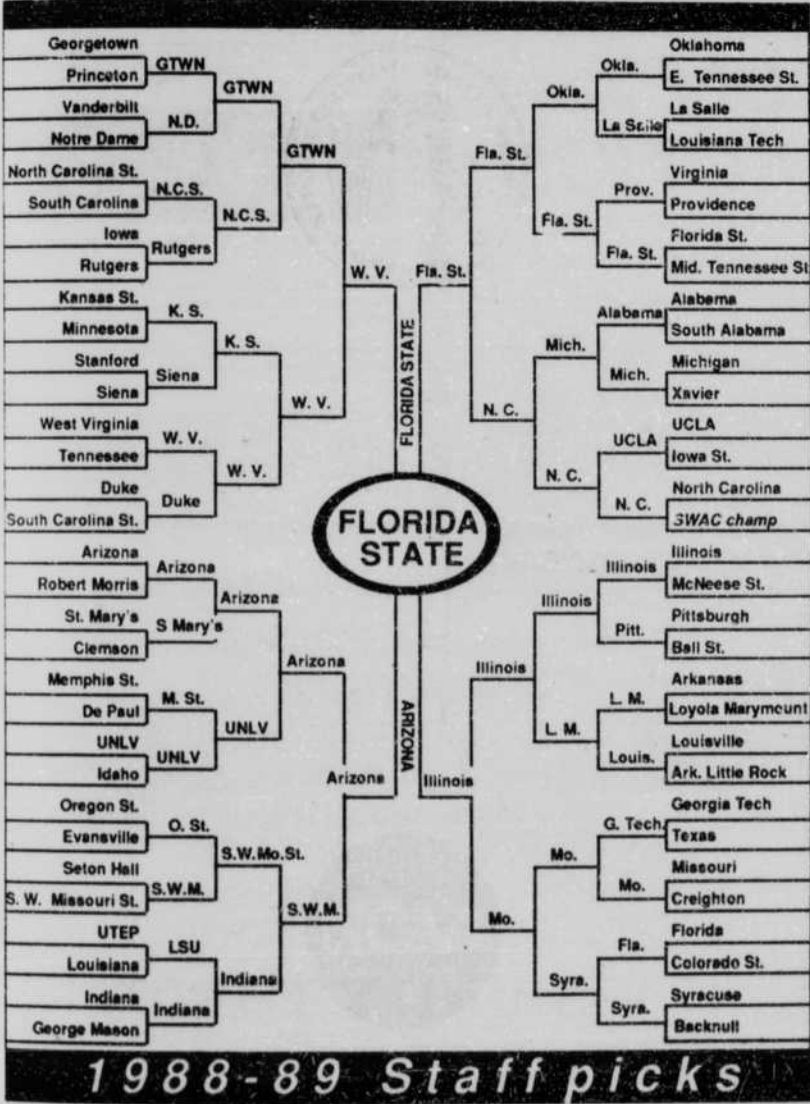 Georgetown
Princeton
Vanderbilt
Notre Dame
North Carolina St.
South Carolina
Iowa
Rutgers
Kansas St.
Minnesota
Stanford
Siena
West Virginia
Tennessee
Duke
South Carolina St.
Arizona
Robert Morris
St. Mary's
Clemson
Memphis St.
De Paul
UNLV
Idaho
Oregon St.
Evansville
Seton Hall
S. W. Missouri St.
UTEP
Louisiana
Indiana
George Mason
GTWN
N.D.
N.C.S.
Rutgers
K. S.
Siena
W. V.
Duke
Arizona
S Mary's
M. St.
UNLV
O. St.
S.W.M.
LSU
Indiana
GTWN
N.C.S.
K. S.
W. V.
Arizona
UNLV
S.W.Mo.St.
Indiana
GTWN
W. V.
Arizona
S.W.M.
W. V.
Arizona
FLORIDA STATE
FLORIDA
STATE
ARIZONA
Fla. St.
Illinois
Fla. St.
N. C.
Illinois
Mo.
Okla.
Fla. St.
Mich.
N. C.
Illinois
L. M.
Mo.
Syra.
Okla.
La Salle
Prov.
Fla. St.
Alabama
Mich.
UCLA
N. C.
Illinois
Pitt.
L. M.
Louis.
G. Tech.
Mo.
Fla.
Syra.
Oklahoma
E. Tennessee St.
La Salle
Louisiana Tech
Virginia
Providence
Florida St.
Mid. Tennessee St
Alabama
South Alabama
Michigan
Xavier
UCLA
Iowa St.
North Carolina
SWAC champ
Illinois
McNeese St.
Pittsburgh
Ball St.
Arkansas
Loyola Marymount
Louisville
Ark. Little Rock
Georgia Tech
Texas
Missouri
Creighton
Florida
Colorado St.
Syracuse
Backnull
1988-89 Staff picks